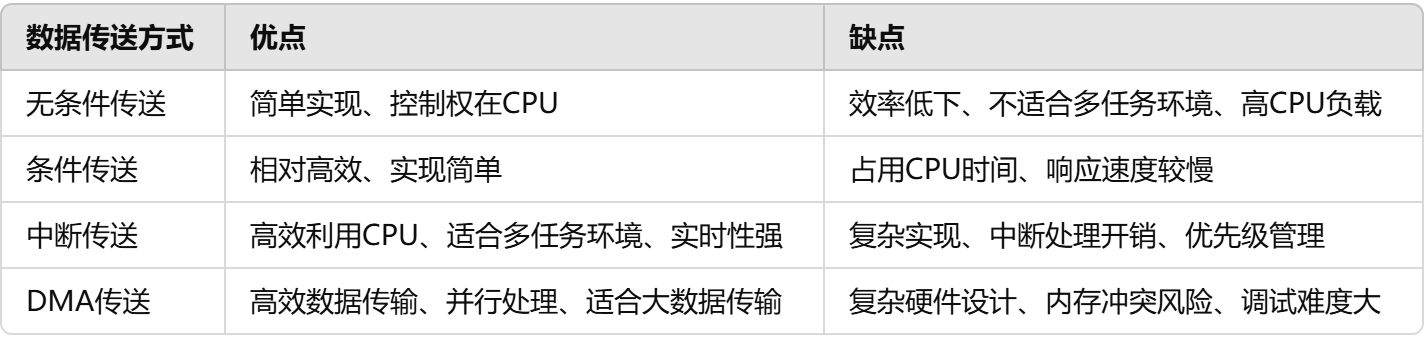 数据传送方式 优点 缺点
无条件传送 简单实现、控制权在CPU 效率低下、不适合多任务环境、高CPU负载
条件传送 相对高效、实现简单 占用CPU时间、响应速度较慢
中断传送 高效利用CPU、适合多任务环境、实时性强 复杂实现、中断处理开销、优先级管理
DMA传送 高效数据传输、并行处理、适合大数据传输 复杂硬件设计、内存冲突风险、调试难度大